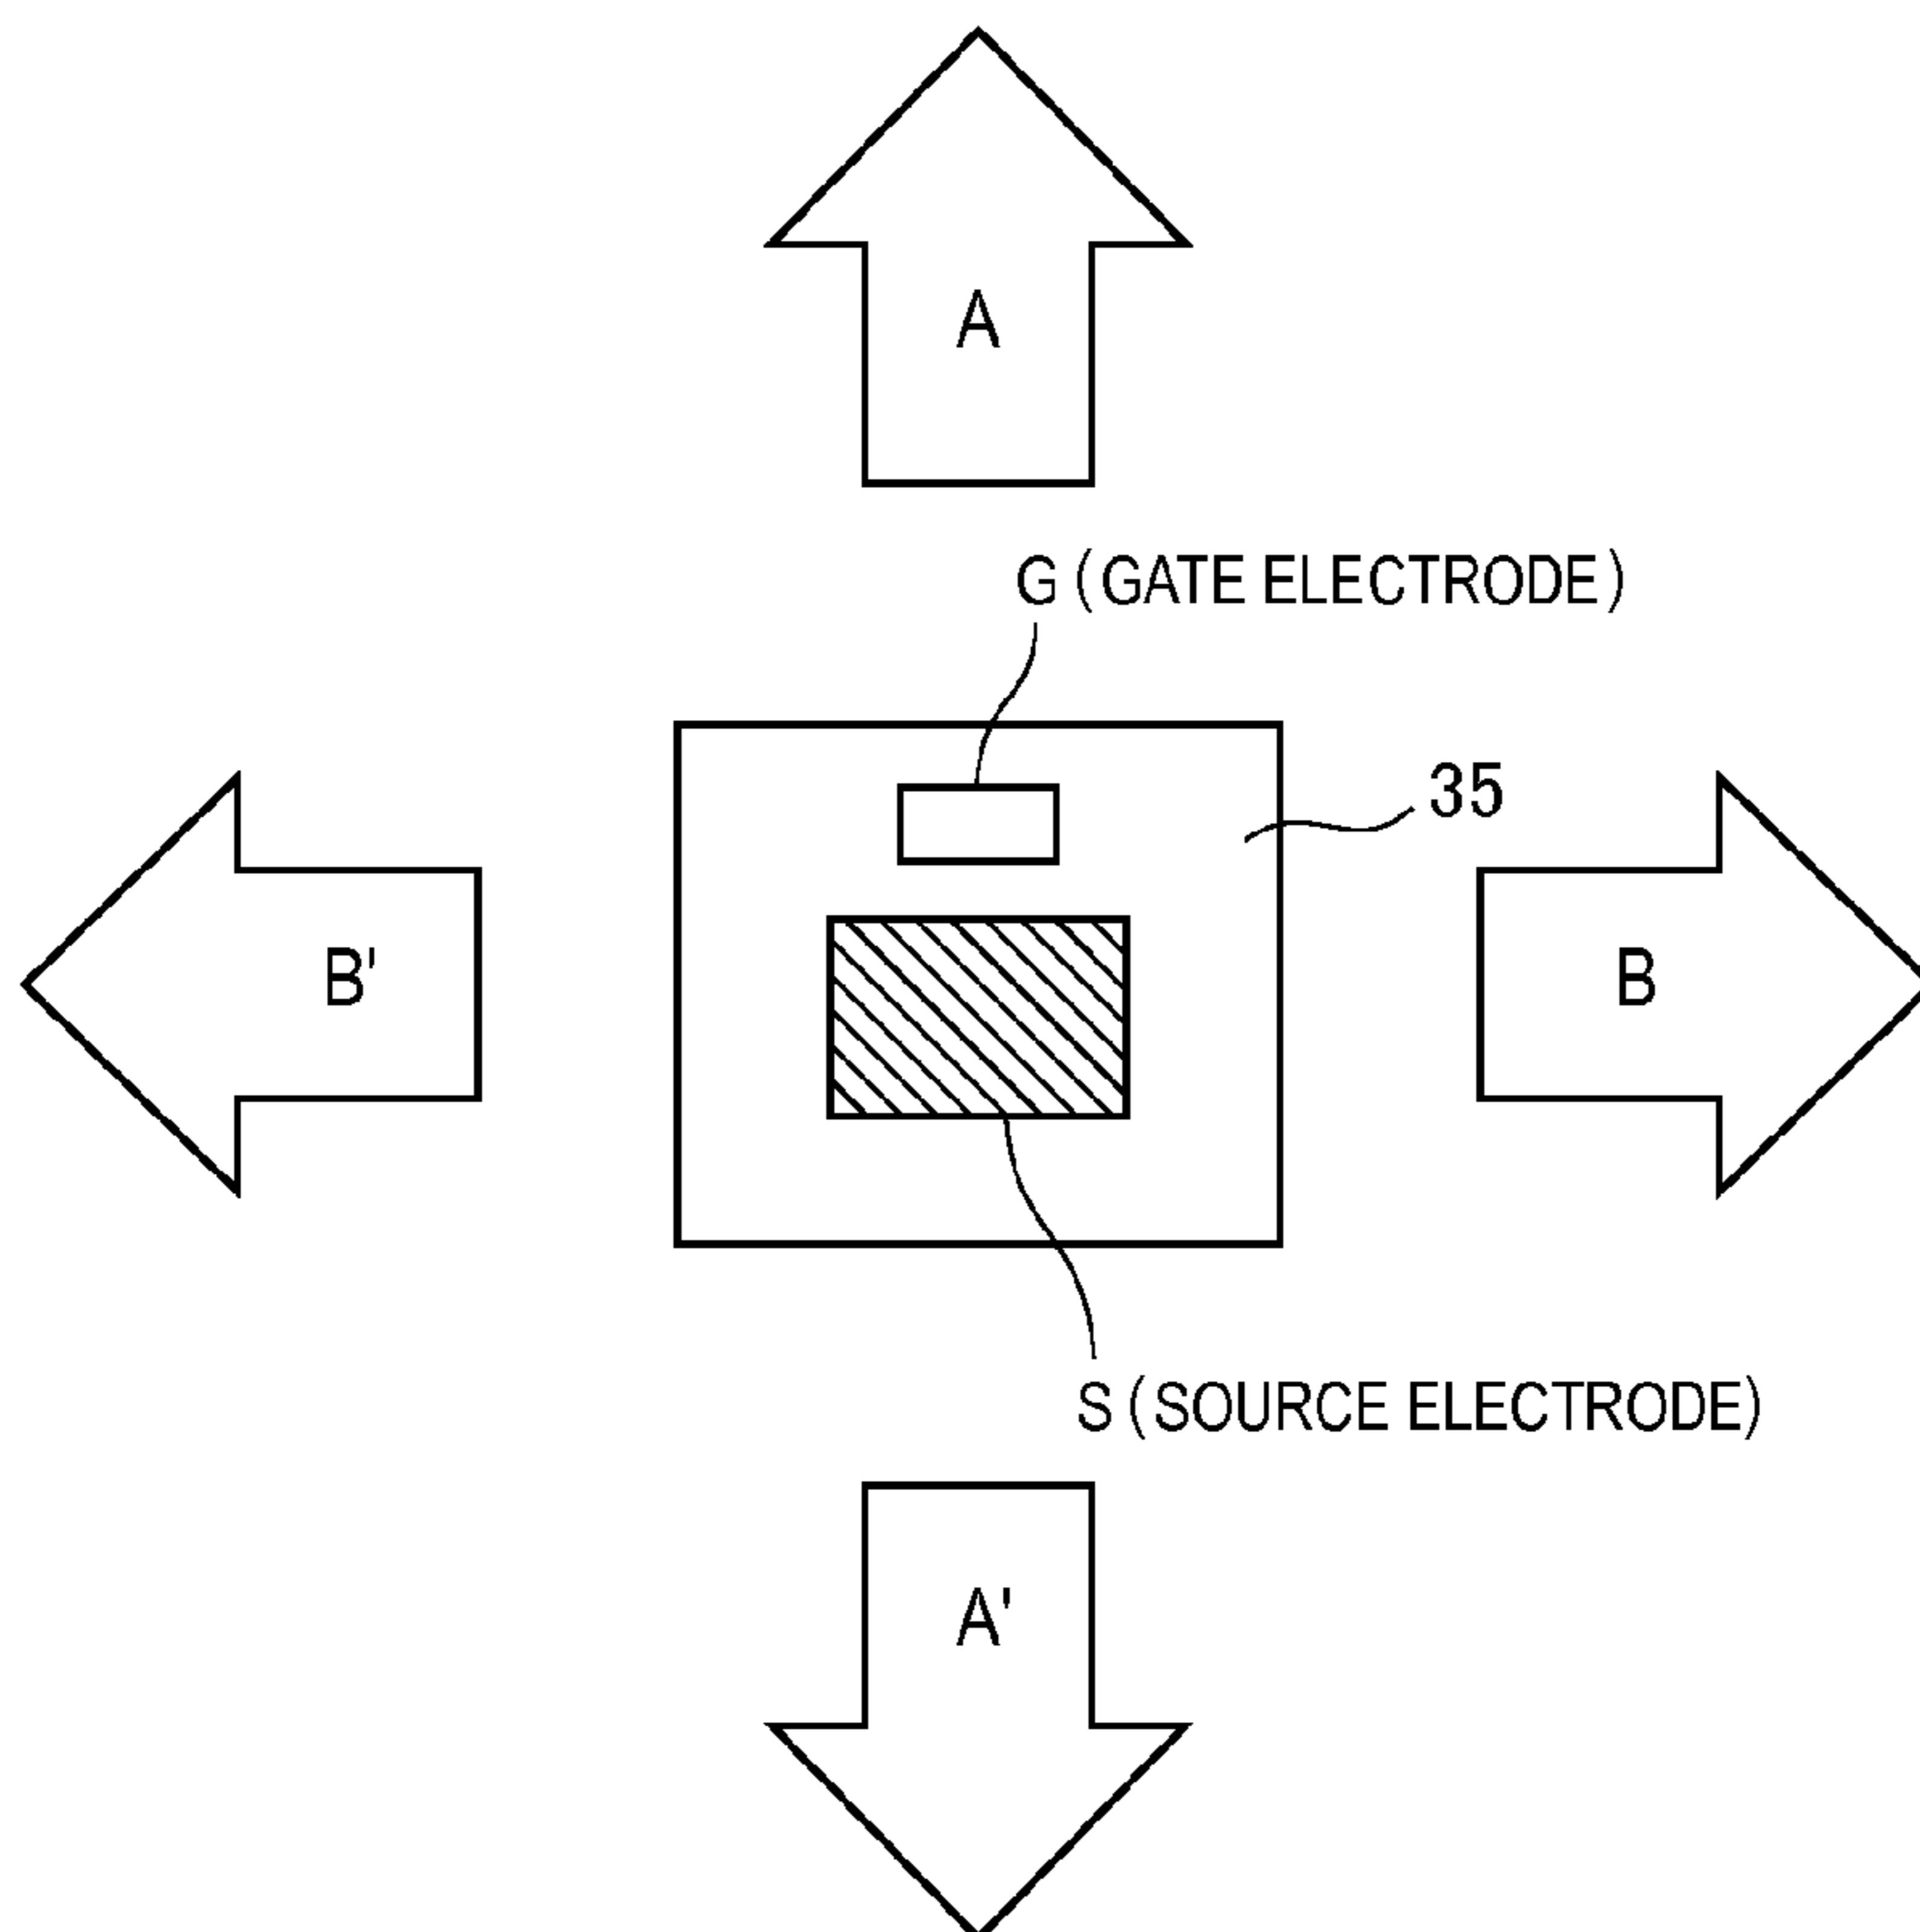 A
G (GATE ELECTRODE)
35
B'
B
S (SOURCE ELECTRODE)
A'